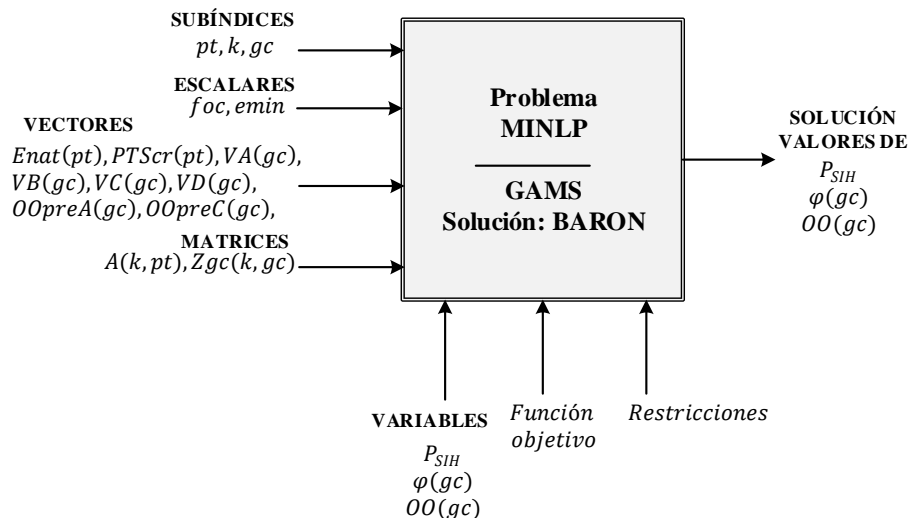 SUBÍNDICES
pt, k, gc
ESCALARES
foc, emin
VECTORES
Enat(pt), PTScr(pt), VA(gc),
VB(gc), VC(gc), VD(gc),
OOpreA(gc), OOpreC(gc),
MATRICES
A(k, pt), Zgc(k, gc)
Problema
MINLP
GAMS
Solución: BARON
SOLUCIÓN
VALORES DE
P_SIH
φ(gc)
OO(gc)
VARIABLES
P_SIH
φ(gc)
OO(gc)
Función
objetivo
Restricciones